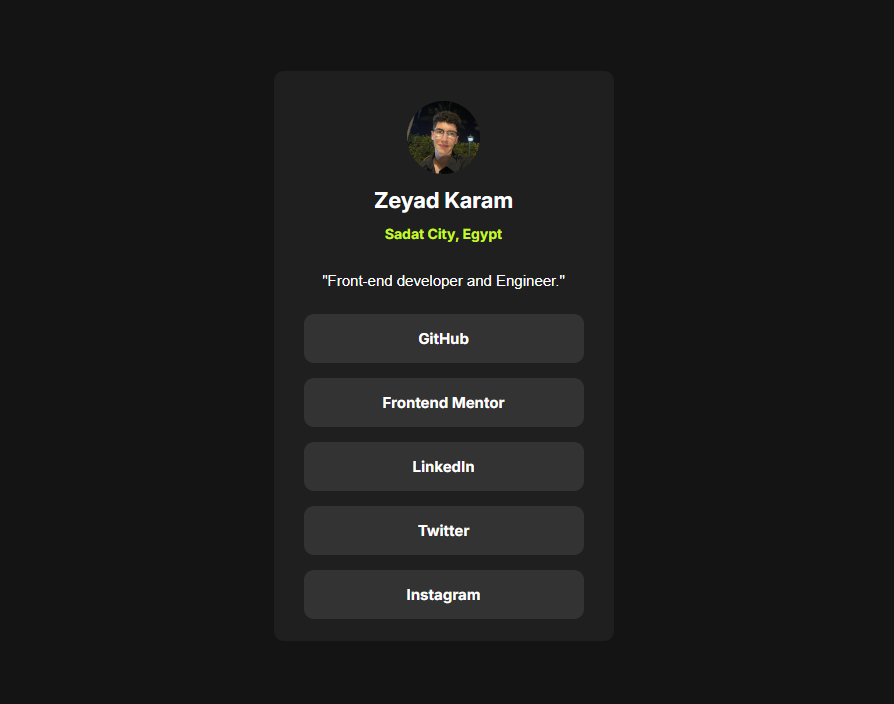 Zeyad Karam
Sadat City, Egypt
"Front-end developer and Engineer."
GitHub
Frontend Mentor
LinkedIn
Twitter
Instagram